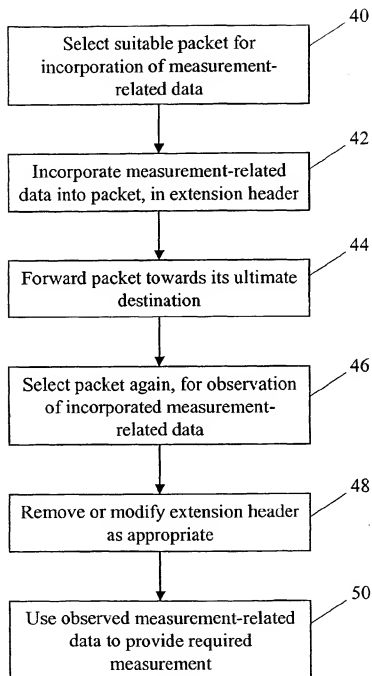 40
Select suitable packet for
incorporation of measurement-
related data
42
Incorporate measurement-related
data into packet, in extension header
44
Forward packet towards its ultimate
destination
46
Select packet again, for observation
of incorporated measurement-
related data
48
Remove or modify extension header
as appropriate
50
Use observed measurement-related
data to provide required
measurement